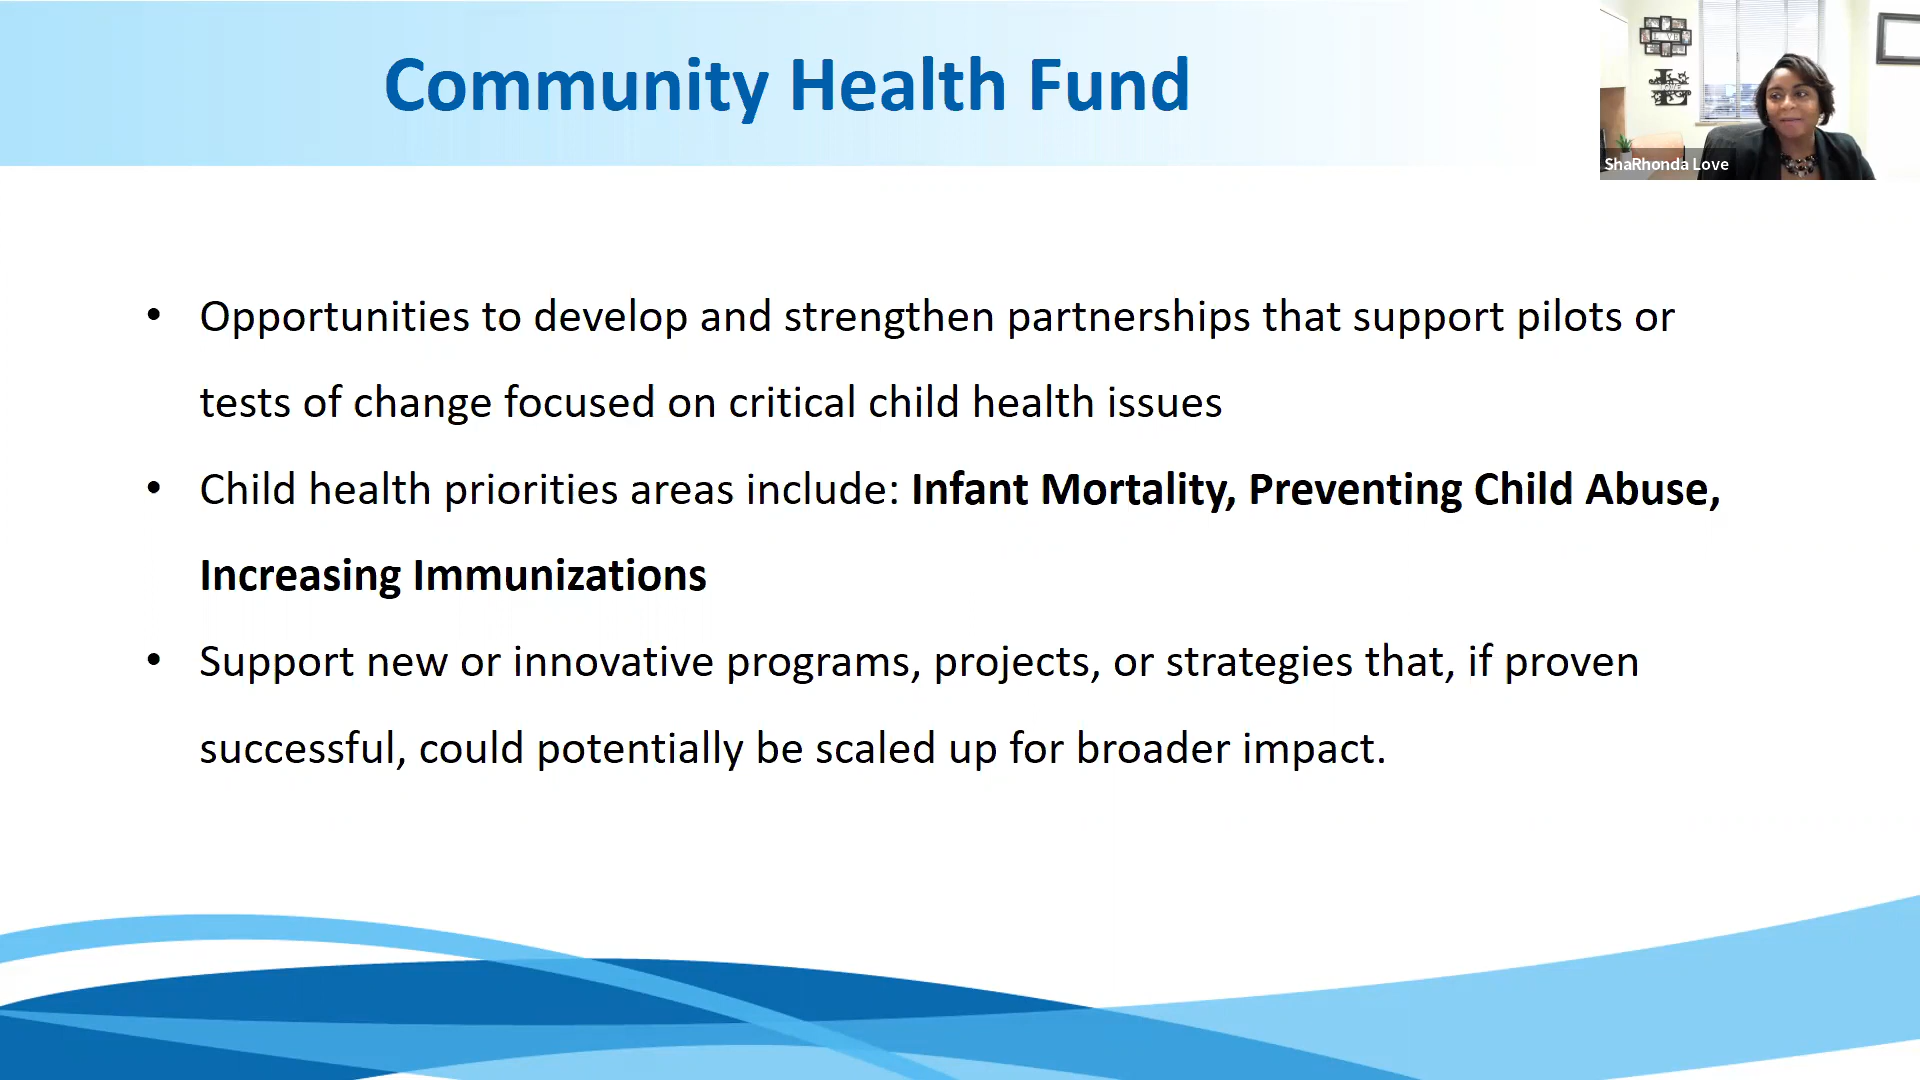 Community Health Fund
ShaRhonda Love
• Opportunities to develop and strengthen partnerships that support pilots or
tests of change focused on critical child health issues
• Child health priorities areas include: Infant Mortality, Preventing Child Abuse,
Increasing Immunizations
• Support new or innovative programs, projects, or strategies that, if proven
successful, could potentially be scaled up for broader impact.